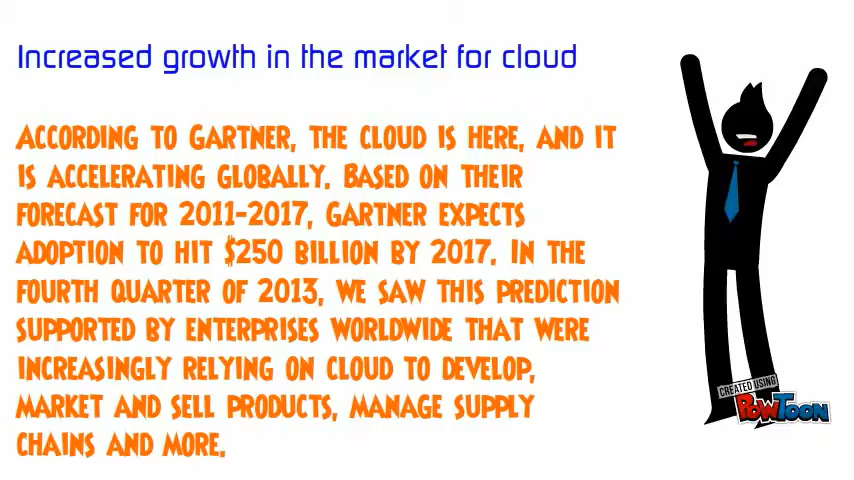 Increased growth in the market for cloud
According to Gartner, the cloud is here, and it
is accelerating globally. Based on their
forecast for 2011-2017, Gartner expects
adoption to hit $250 billion by 2017. In the
fourth quarter of 2013, we saw this prediction
supported by enterprises worldwide that were
increasingly relying on cloud to develop,
market and sell products, manage supply
chains and more.
CREATED USING
POWTOON